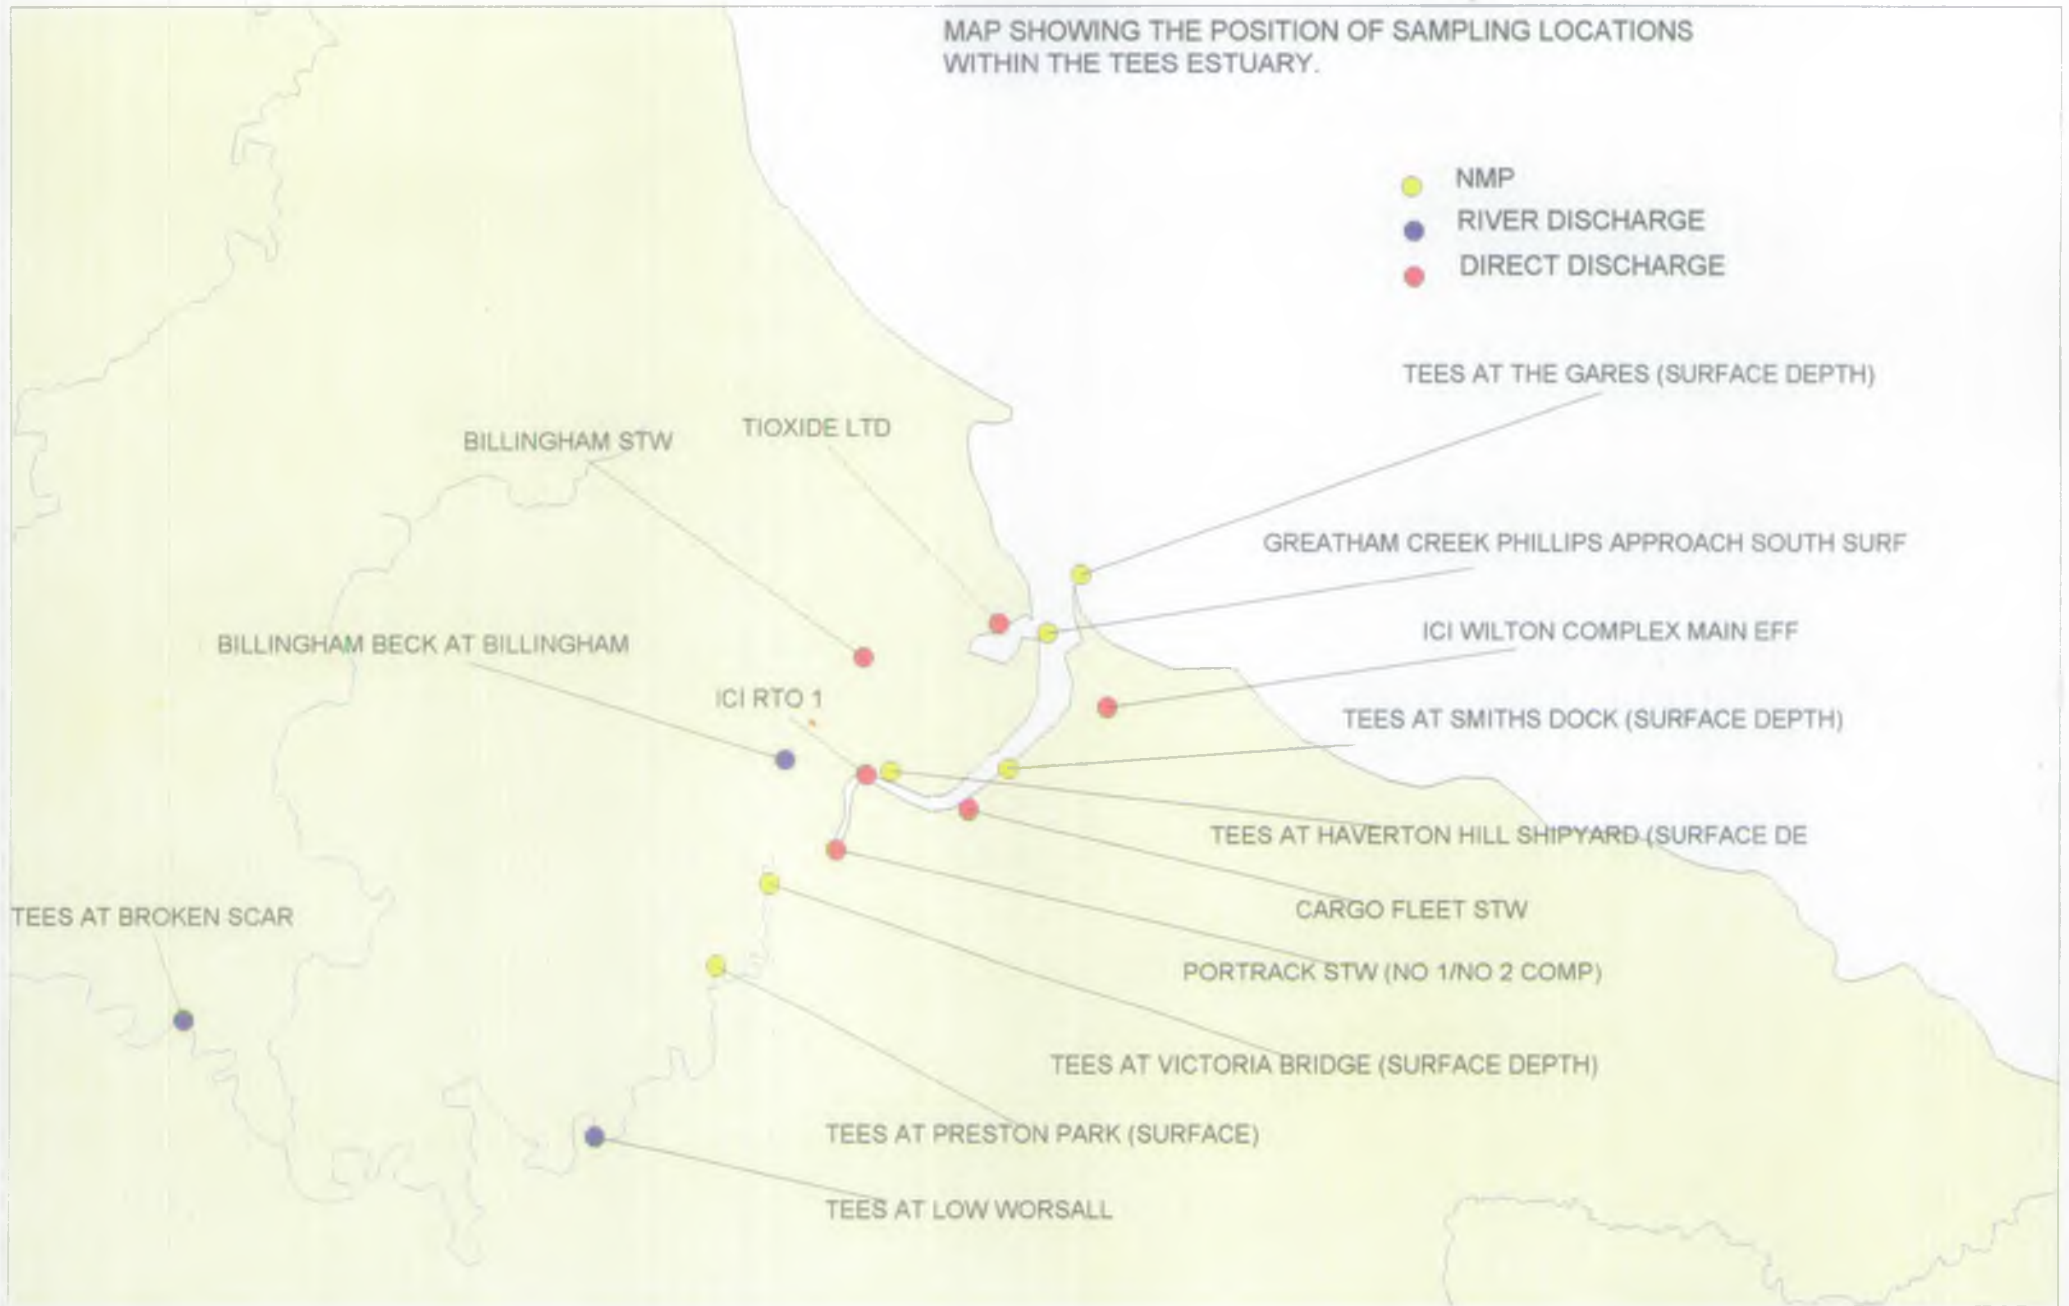 MAP SHOWING THE POSITION OF SAMPLING LOCATIONS
WITHIN THE TEES ESTUARY.
NMP
RIVER DISCHARGE
DIRECT DISCHARGE
TEES AT THE GARES (SURFACE DEPTH)
TIOXIDE LTD
BILLINGHAM STW
GREATHAM CREEK PHILLIPS APPROACH SOUTH SURF
ICI WILTON COMPLEX MAIN EFF
BILLINGHAM BECK AT BILLINGHAM
ICI RTO 1
TEES AT SMITHS DOCK (SURFACE DEPTH)
TEES AT HAVERTON HILL SHIPYARD (SURFACE DE
CARGO FLEET STW
TEES AT BROKEN SCAR
PORTRACK STW (NO 1/NO 2 COMP)
TEES AT VICTORIA BRIDGE (SURFACE DEPTH)
TEES AT PRESTON PARK (SURFACE)
TEES AT LOW WORSALL